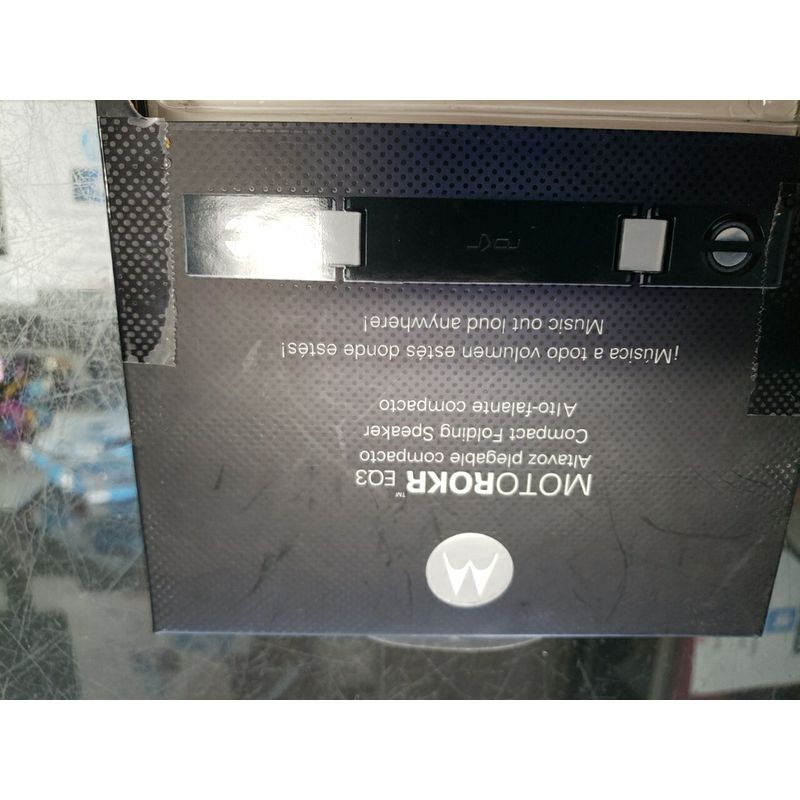 MOTOROKR™ EQ3
Altavoz plegable compacto
Compact Folding Speaker
Alto-falante compacto
¡Música a todo volumen estés donde estés!
Music out loud anywhere!
rokr